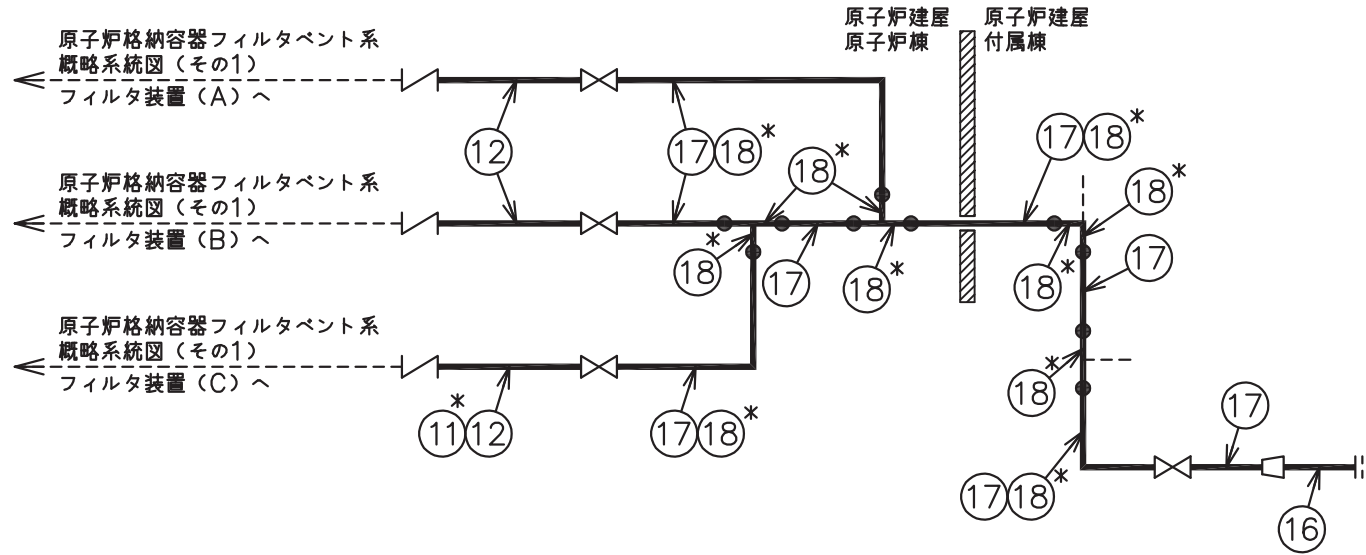 原子炉建屋
原子炉棟
原子炉建屋
付属棟
原子炉格納容器フィルタベント系
概略系統図（その1）
フィルタ装置（A）へ
12
17 18*
18*
17 18*
18*
原子炉格納容器フィルタベント系
概略系統図（その1）
フィルタ装置（B）へ
18*
17
18*
18*
17
原子炉格納容器フィルタベント系
概略系統図（その1）
フィルタ装置（C）へ
11* 12
17 18*
18*
17
17 18*
16